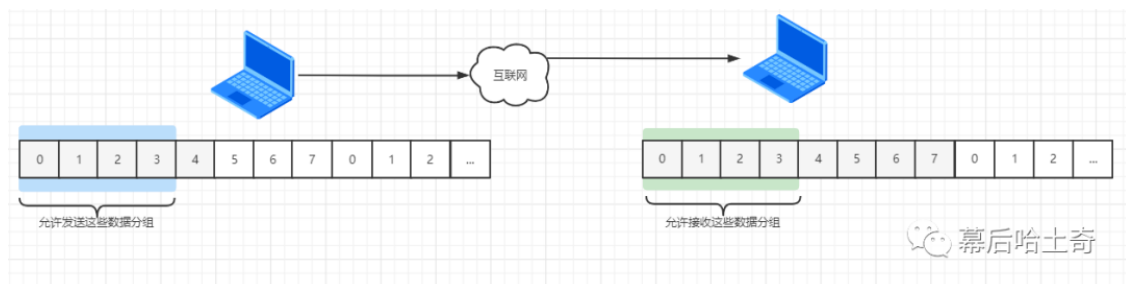 互联网
0 1 2 3 4 5 6 7 0 1 2 ...
0 1 2 3 4 5 6 7 0 1 2 ...
允许发送这些数据分组
允许接收这些数据分组
幕后哈土奇